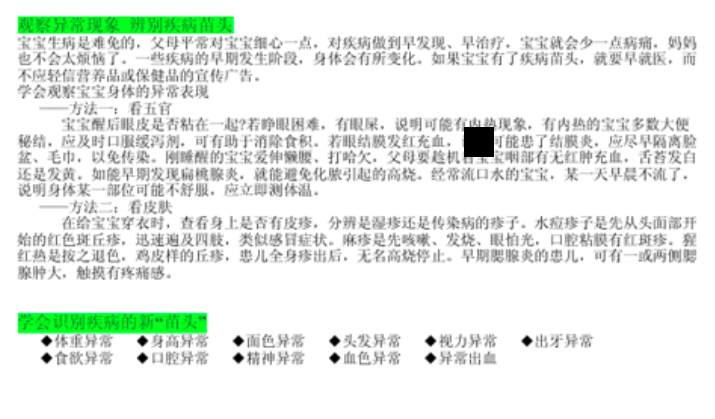 观察异常现象 辨别疾病苗头
宝宝生病是难免的，父母平常对宝宝细心一点，对疾病做到早发现、早治疗，宝宝就会少一点病痛，妈妈
也不会太烦恼了。一些疾病的早期发生阶段，身体会有所变化。如果宝宝有了疾病苗头，就要早就医，而
不应轻信营养品或保健品的宣传广告。
学会观察宝宝身体的异常表现
——方法一：看五官
宝宝醒后眼皮是否粘在一起?若睁眼困难，有眼屎，说明可能有内热现象，有内热的宝宝多数大便
秘结，应及时口服缓泻剂，可有助于消除食积。若眼结膜发红充血，可能患了结膜炎，应尽早隔离脸
盆、毛巾，以免传染。刚睡醒的宝宝爱伸懒腰、打哈欠，父母要趁机看宝宝咽部有无红肿充血，舌苔发白
还是发黄。如能早期发现扁桃腺炎，就能避免化脓引起的高烧。经常流口水的宝宝，某一天早晨不流了，
说明身体某一部位可能不舒服，应立即测体温。
——方法二：看皮肤
在给宝宝穿衣时，查看身上是否有皮疹，分辨是湿疹还是传染病的疹子。水痘疹子是先从头面部开
始的红色斑丘疹，迅速遍及四肢，类似感冒症状。麻疹是先咳嗽、发烧、眼怕光，口腔粘膜有红斑疹。猩
红热是按之退色，鸡皮样的丘疹，患儿全身疹出后，无名高烧停止。早期腮腺炎的患儿，可有一或两侧腮
腺肿大，触摸有疼痛感。
学会识别疾病的新“苗头”
◆体重异常 ◆身高异常 ◆面色异常 ◆头发异常 ◆视力异常 ◆出牙异常
◆食欲异常 ◆口腔异常 ◆精神异常 ◆血色异常 ◆异常出血